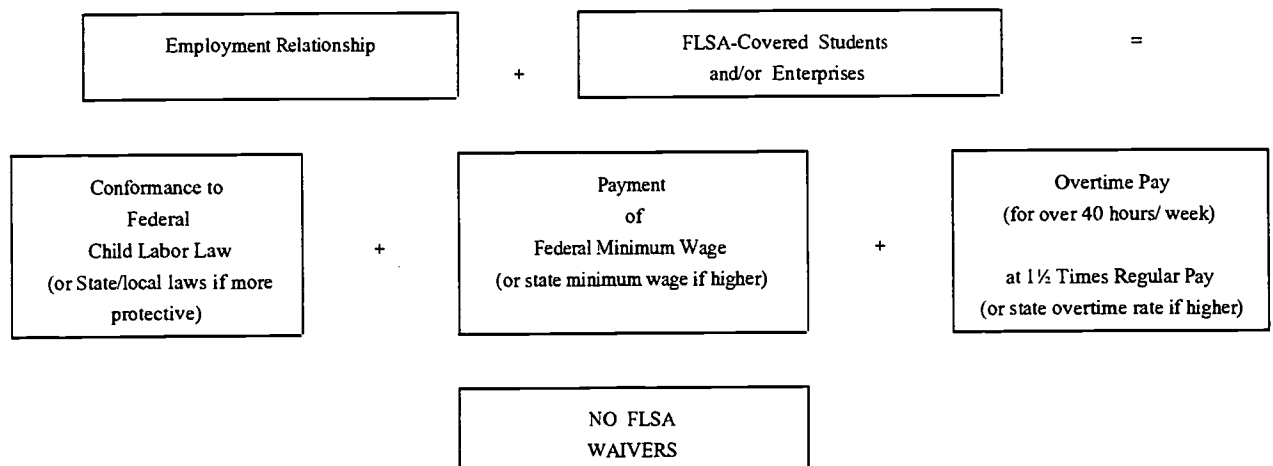 Employment Relationship
+
FLSA-Covered Students
and/or Enterprises
=
Conformance to
Federal
Child Labor Law
(or State/local laws if more
protective)
+
Payment
of
Federal Minimum Wage
(or state minimum wage if higher)
+
Overtime Pay
(for over 40 hours/ week)
at 1½ Times Regular Pay
(or state overtime rate if higher)
NO FLSA
WAIVERS